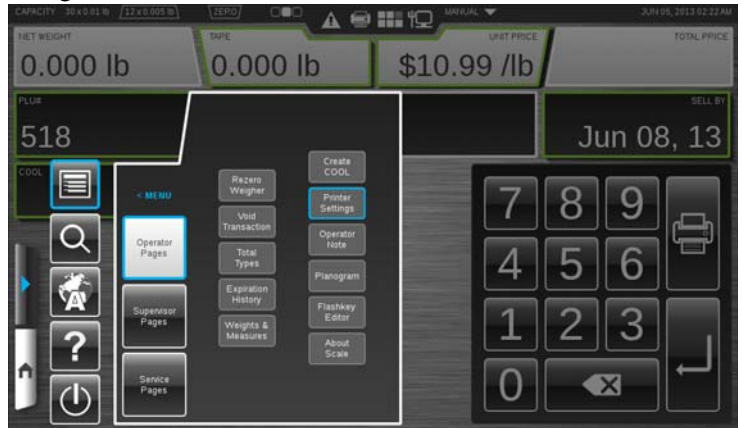 CAPACITY 30 x 0.01 lb 12 x 0.005 lb ZERO MANUAL JUN 05, 2013 02:22 AM
NET WEIGHT TARE UNIT PRICE TOTAL PRICE
0.000 lb 0.000 lb $10.99 /lb
PLU# SELL BY
518 Jun 08, 13
COOL
< MENU
Operator
Pages
Supervisor
Pages
Service
Pages
Rezero
Weigher
Void
Transaction
Total
Types
Expiration
History
Weights &
Measures
Create
COOL
Printer
Settings
Operator
Note
Planogram
Flashkey
Editor
About
Scale
A
?
7 8 9
4 5 6
1 2 3
0